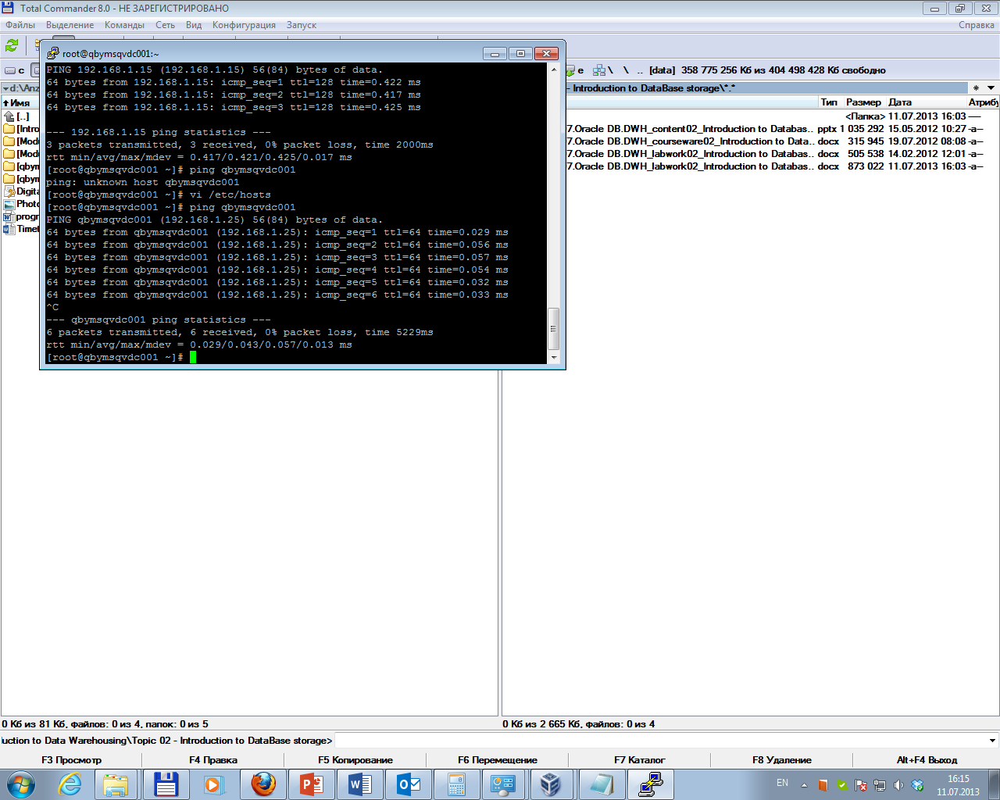 Total Commander 8.0 - НЕ ЗАРЕГИСТРИРОВАНО
Файлы Выделение Команды Сеть Вид Конфигурация Запуск Справка
root@qbymsqvdc001:~
PING 192.168.1.15 (192.168.1.15) 56(84) bytes of data.
64 bytes from 192.168.1.15: icmp_seq=1 ttl=128 time=0.422 ms
64 bytes from 192.168.1.15: icmp_seq=2 ttl=128 time=0.417 ms
64 bytes from 192.168.1.15: icmp_seq=3 ttl=128 time=0.425 ms
--- 192.168.1.15 ping statistics ---
3 packets transmitted, 3 received, 0% packet loss, time 2000ms
rtt min/avg/max/mdev = 0.417/0.421/0.425/0.017 ms
[root@qbymsqvdc001 ~]# ping qbymsqvdc001
ping: unknown host qbymsqvdc001
[root@qbymsqvdc001 ~]# vi /etc/hosts
[root@qbymsqvdc001 ~]# ping qbymsqvdc001
PING qbymsqvdc001 (192.168.1.25) 56(84) bytes of data.
64 bytes from qbymsqvdc001 (192.168.1.25): icmp_seq=1 ttl=64 time=0.029 ms
64 bytes from qbymsqvdc001 (192.168.1.25): icmp_seq=2 ttl=64 time=0.056 ms
64 bytes from qbymsqvdc001 (192.168.1.25): icmp_seq=3 ttl=64 time=0.057 ms
64 bytes from qbymsqvdc001 (192.168.1.25): icmp_seq=4 ttl=64 time=0.054 ms
64 bytes from qbymsqvdc001 (192.168.1.25): icmp_seq=5 ttl=64 time=0.032 ms
64 bytes from qbymsqvdc001 (192.168.1.25): icmp_seq=6 ttl=64 time=0.033 ms
^C
--- qbymsqvdc001 ping statistics ---
6 packets transmitted, 6 received, 0% packet loss, time 5229ms
rtt min/avg/max/mdev = 0.029/0.043/0.057/0.013 ms
[root@qbymsqvdc001 ~]#
c
d:\Anz
Имя
[..]
[Intro
[Mod
[Mod
[qbym
[qbym
Digita
Photo
progr
Timet
e \ \ .. [data] 358 775 256 Кб из 404 498 428 Кб свободно
- Introduction to DataBase storage\*.* * ▼
Тип Размер Дата Атрибу
<Папка> 11.07.2013 16:03 ----
7.Oracle DB.DWH_content02_Introduction to Databas.. pptx 1 035 292 15.05.2012 10:27 -a--
7.Oracle DB.DWH_courseware02_Introduction to Data.. docx 315 945 19.07.2012 08:08 -a--
7.Oracle DB.DWH_labwork02_Introduction to Databas.. docx 505 538 14.02.2012 12:01 -a--
7.Oracle DB.DWH_labwork02_Introduction to Databas.. docx 873 022 11.07.2013 16:03 -a--
0 Кб из 81 Кб, файлов: 0 из 4, папок: 0 из 5
0 Кб из 2 665 Кб, файлов: 0 из 4
uction to Data Warehousing\Topic 02 - Introduction to DataBase storage>
F3 Просмотр F4 Правка F5 Копирование F6 Перемещение F7 Каталог F8 Удаление Alt+F4 Выход
EN
16:15
11.07.2013